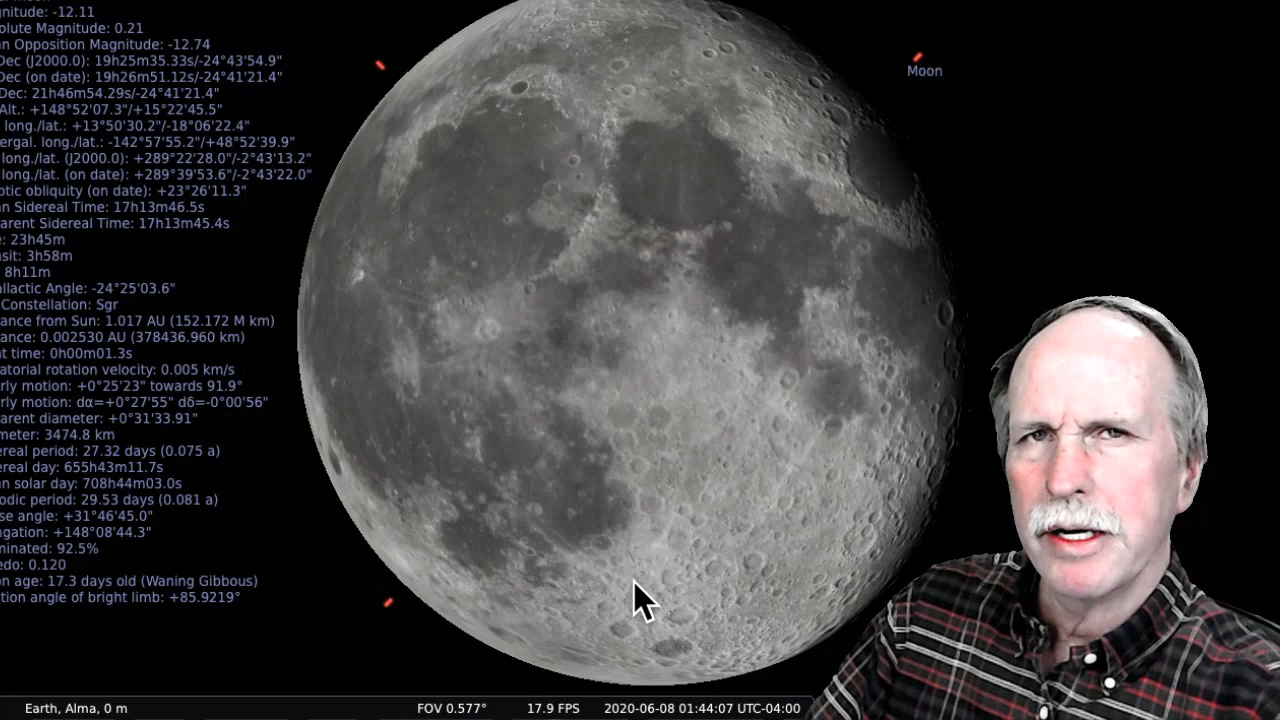 gnitude: -12.11
olute Magnitude: 0.21
n Opposition Magnitude: -12.74
Dec (J2000.0): 19h25m35.33s/-24°43'54.9"
Dec (on date): 19h26m51.12s/-24°41'21.4"
Dec: 21h46m54.29s/-24°41'21.4"
Alt.: +148°52'07.3"/+15°22'45.5"
long./lat.: +13°50'30.2"/-18°06'22.4"
ergal. long./lat.: -142°57'55.2"/+48°52'39.9"
long./lat. (J2000.0): +289°22'28.0"/-2°43'13.2"
long./lat. (on date): +289°39'53.6"/-2°43'22.0"
ptic obliquity (on date): +23°26'11.3"
n Sidereal Time: 17h13m46.5s
arent Sidereal Time: 17h13m45.4s
: 23h45m
sit: 3h58m
8h11m
allactic Angle: -24°25'03.6"
Constellation: Sgr
ance from Sun: 1.017 AU (152.172 M km)
ance: 0.002530 AU (378436.960 km)
t time: 0h00m01.3s
atorial rotation velocity: 0.005 km/s
rly motion: +0°25'23" towards 91.9°
rly motion: dα=+0°27'55" dδ=-0°00'56"
arent diameter: +0°31'33.91"
meter: 3474.8 km
ereal period: 27.32 days (0.075 a)
ereal day: 655h43m11.7s
n solar day: 708h44m03.0s
odic period: 29.53 days (0.081 a)
se angle: +31°46'45.0"
ngation: +148°08'44.3"
minated: 92.5%
edo: 0.120
on age: 17.3 days old (Waning Gibbous)
tion angle of bright limb: +85.9219°
Moon
Earth, Alma, 0 m FOV 0.577° 17.9 FPS 2020-06-08 01:44:07 UTC-04:00